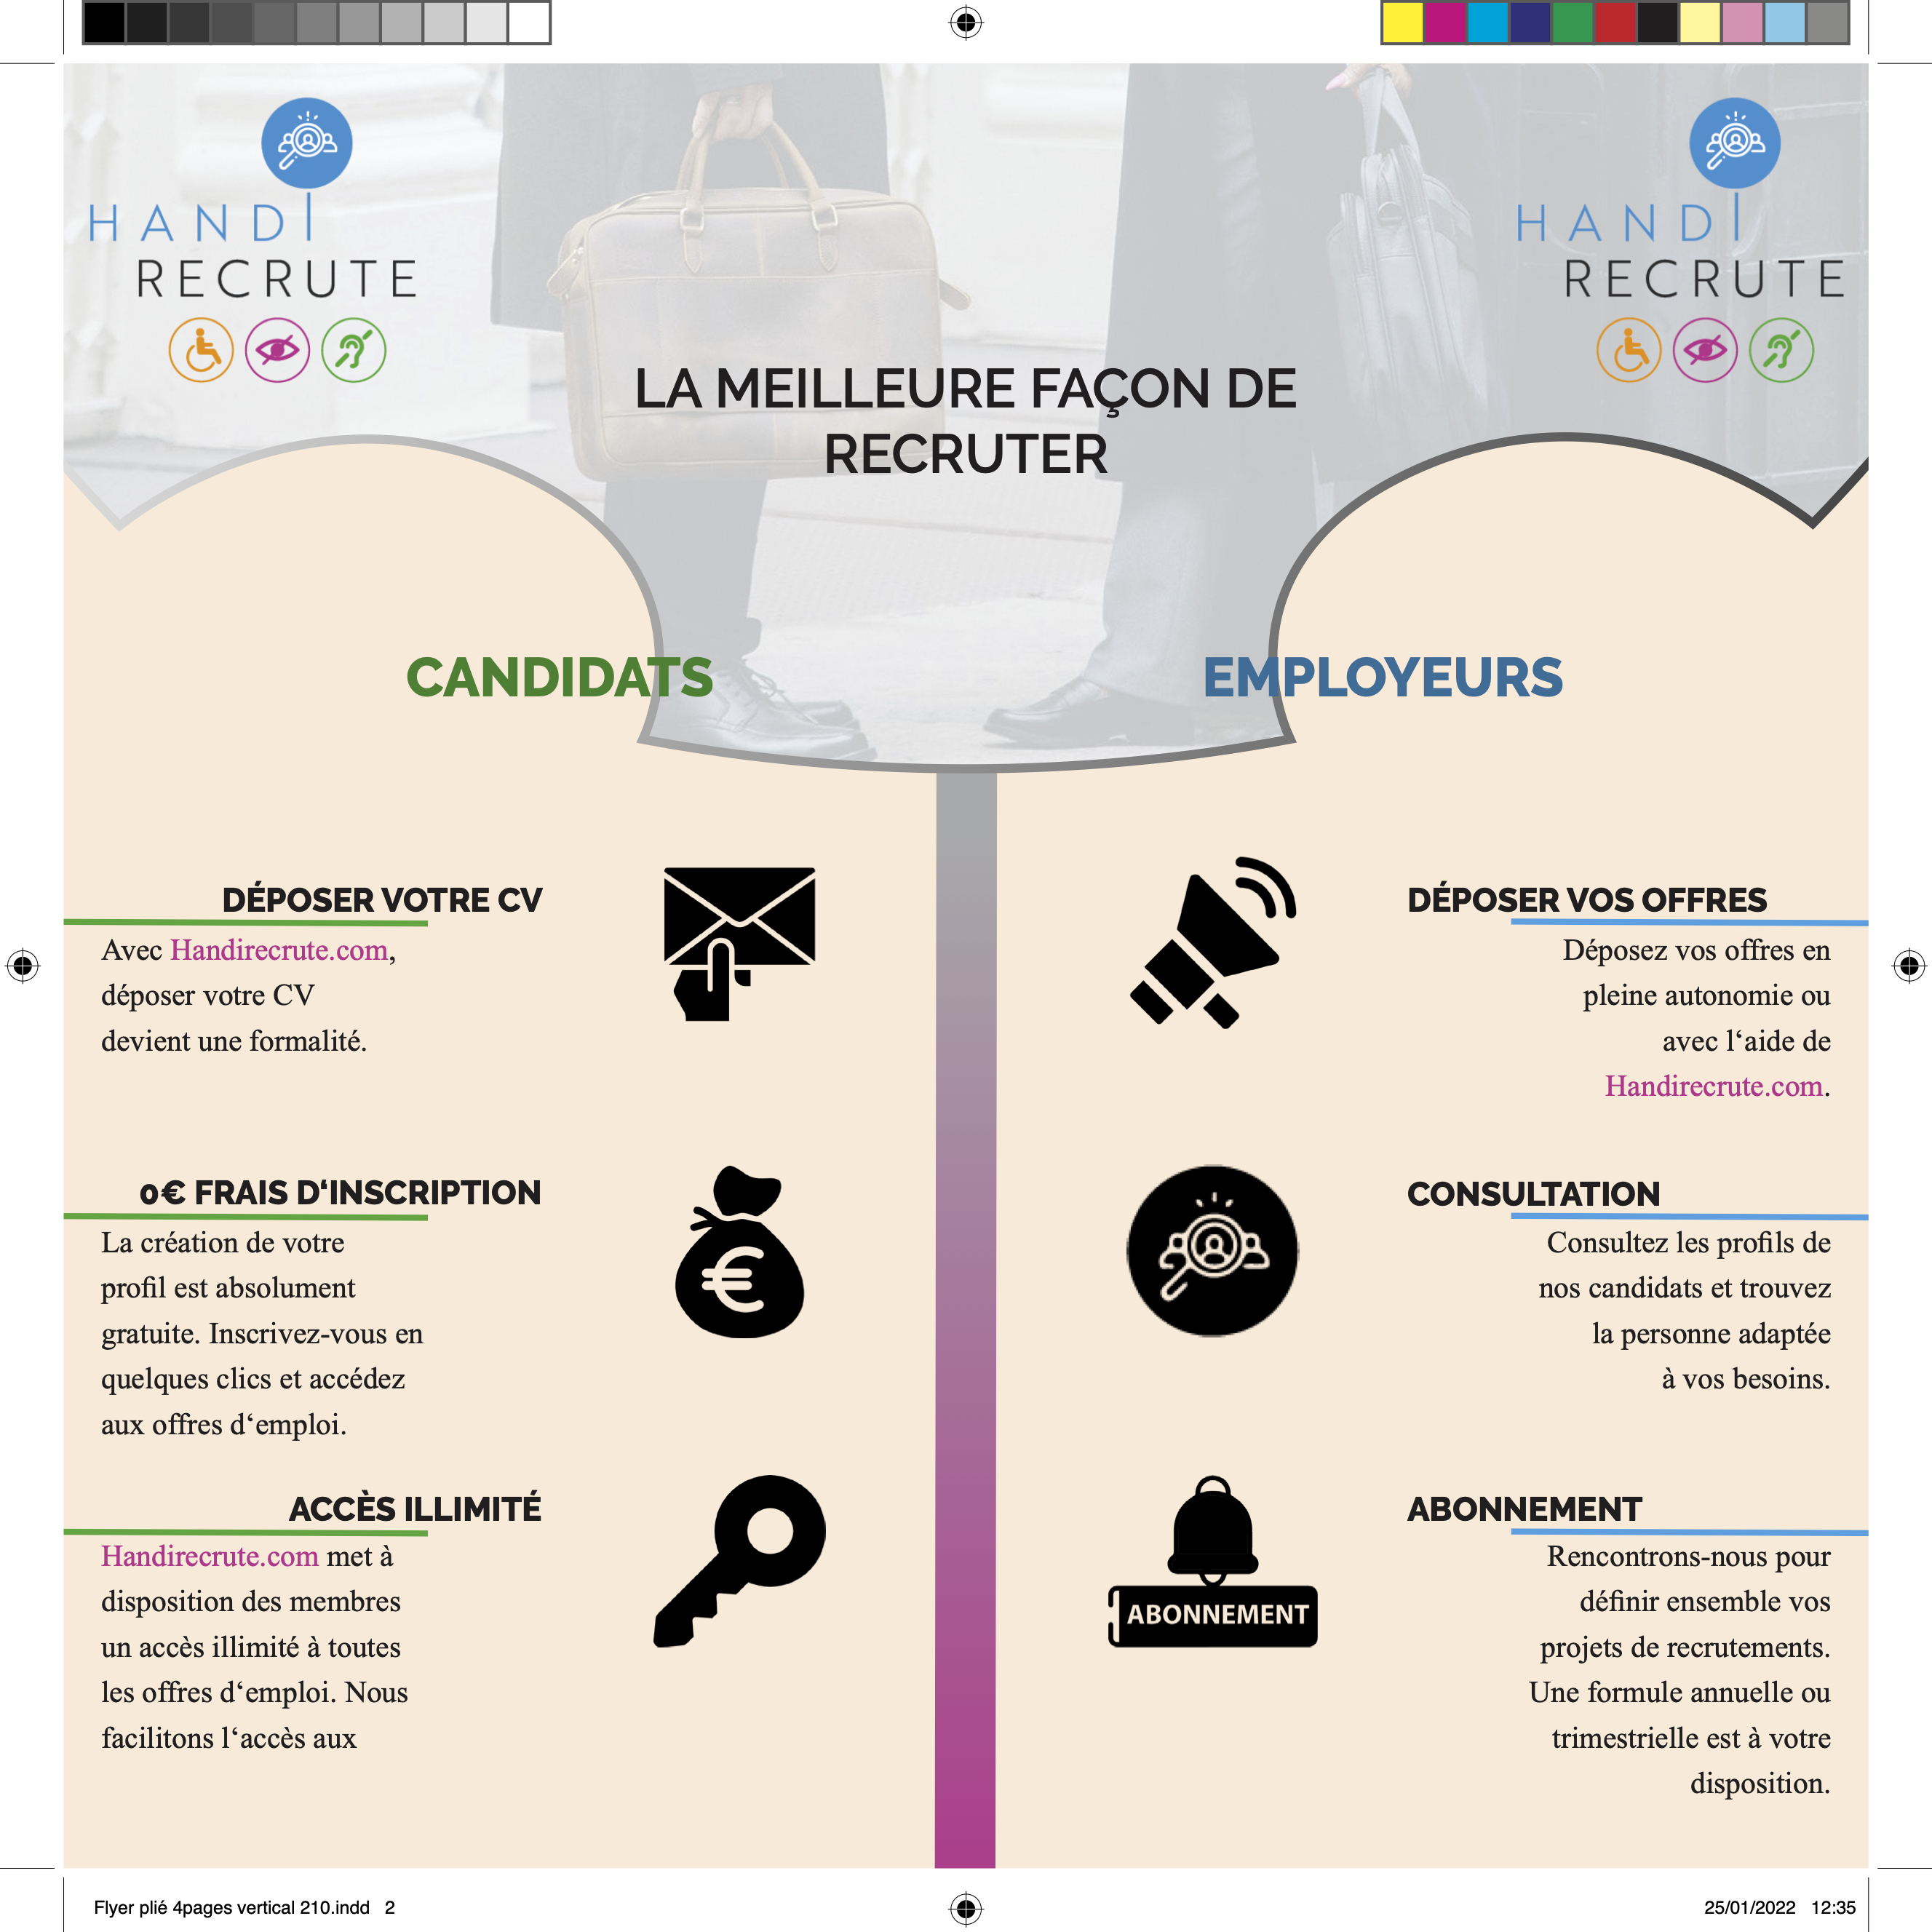 HANDI
RECRUTE
HANDI
RECRUTE
LA MEILLEURE FAÇON DE
RECRUTER
CANDIDATS
DÉPOSER VOTRE CV
Avec Handirecrute.com,
déposer votre CV
devient une formalité.
0€ FRAIS D‘INSCRIPTION
La création de votre
profil est absolument
gratuite. Inscrivez-vous en
quelques clics et accédez
aux offres d‘emploi.
ACCÈS ILLIMITÉ
Handirecrute.com met à
disposition des membres
un accès illimité à toutes
les offres d‘emploi. Nous
facilitons l‘accès aux
EMPLOYEURS
DÉPOSER VOS OFFRES
Déposez vos offres en
pleine autonomie ou
avec l‘aide de
Handirecrute.com.
CONSULTATION
Consultez les profils de
nos candidats et trouvez
la personne adaptée
à vos besoins.
ABONNEMENT
ABONNEMENT
Rencontrons-nous pour
définir ensemble vos
projets de recrutements.
Une formule annuelle ou
trimestrielle est à votre
disposition.
Flyer plié 4pages vertical 210.indd 2
25/01/2022 12:35